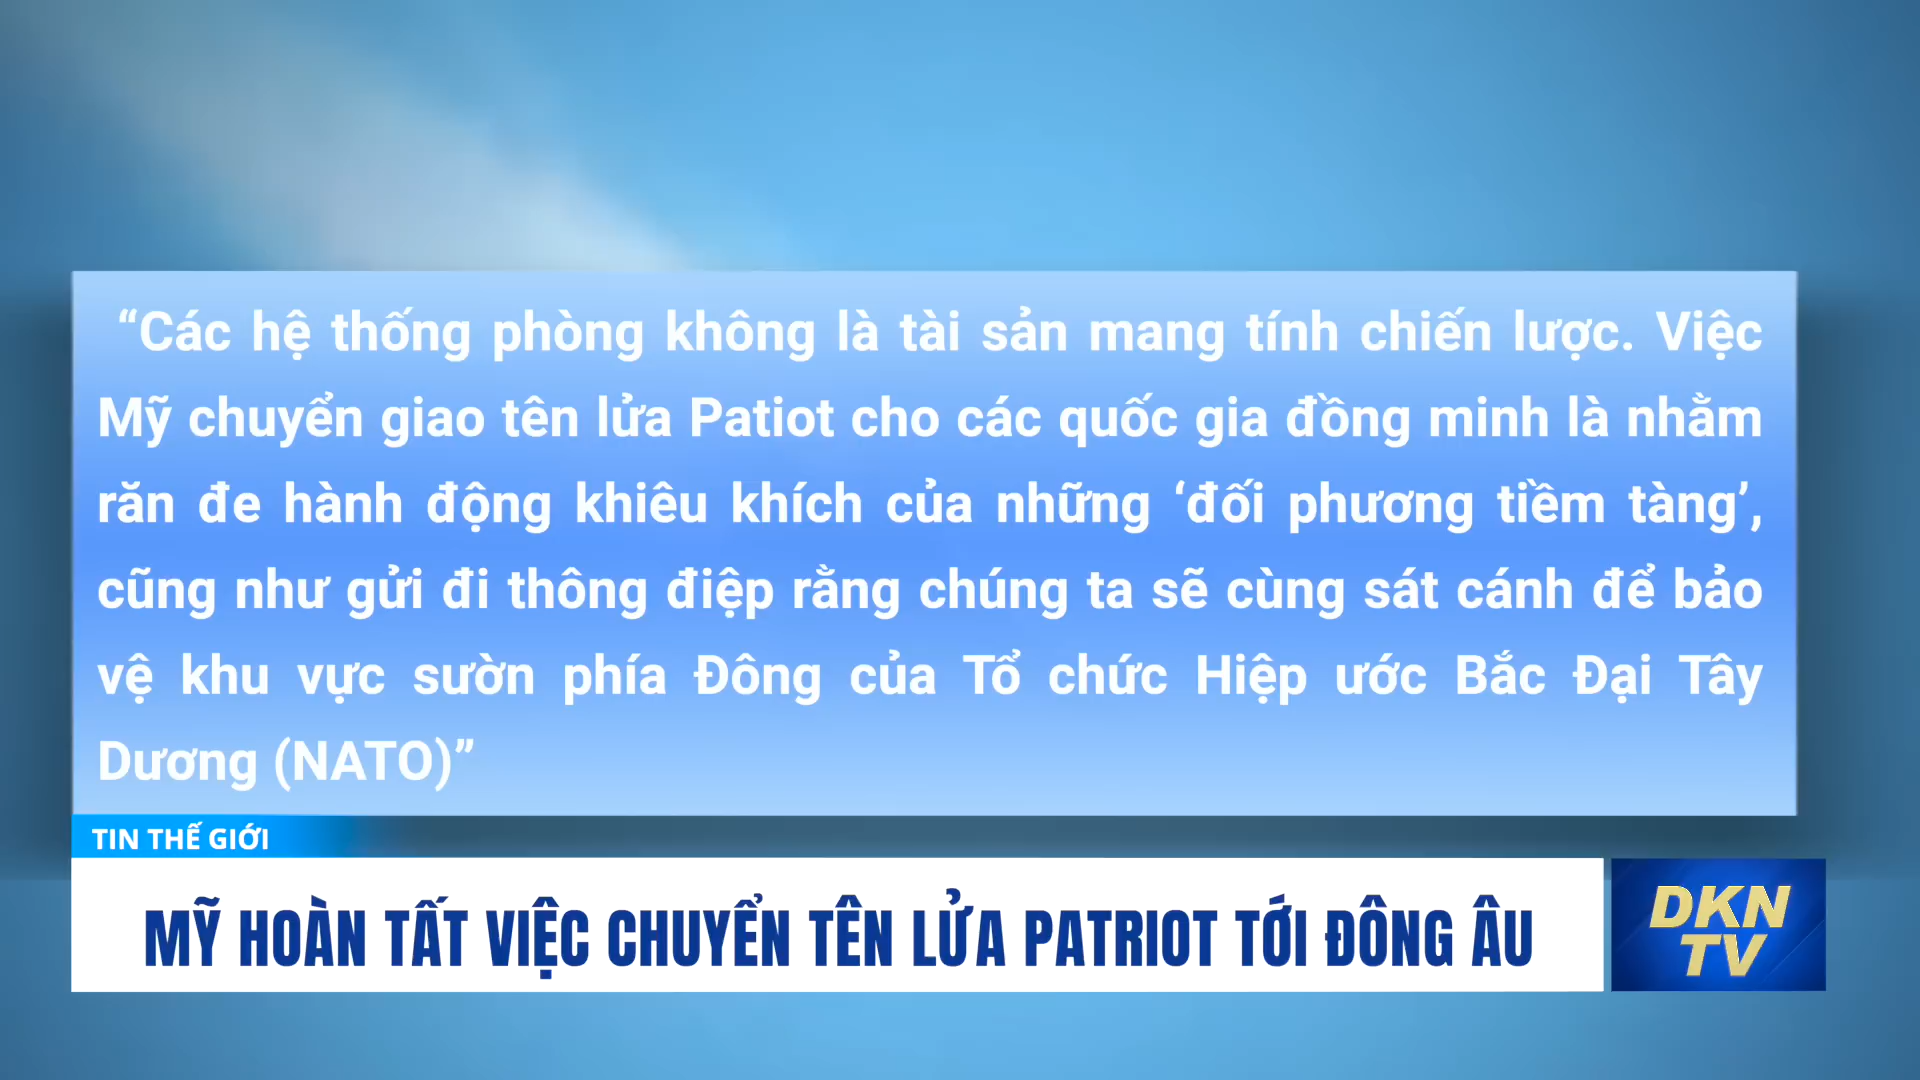 “Các hệ thống phòng không là tài sản mang tính chiến lược. Việc
Mỹ chuyển giao tên lửa Patiot cho các quốc gia đồng minh là nhằm
răn đe hành động khiêu khích của những ‘đối phương tiềm tàng’,
cũng như gửi đi thông điệp rằng chúng ta sẽ cùng sát cánh để bảo
vệ khu vực sườn phía Đông của Tổ chức Hiệp ước Bắc Đại Tây
Dương (NATO)”
TIN THẾ GIỚI
MỸ HOÀN TẤT VIỆC CHUYỂN TÊN LỬA PATRIOT TỚI ĐÔNG ÂU
DKN
TV